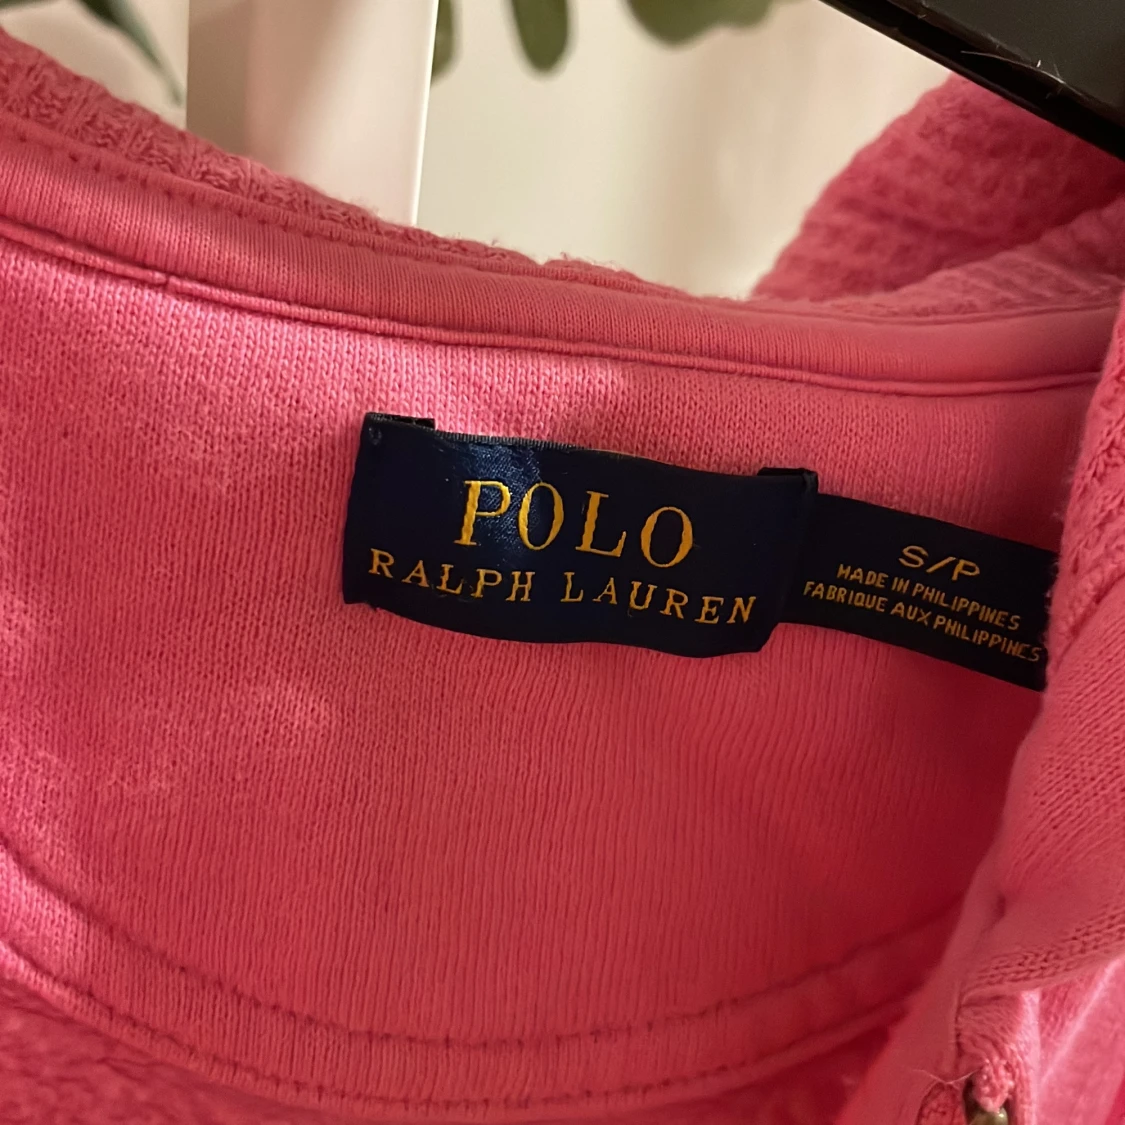 POLO
RALPH LAUREN
S/P
MADE IN PHILIPPINES
FABRIQUE AUX PHILIPPINES